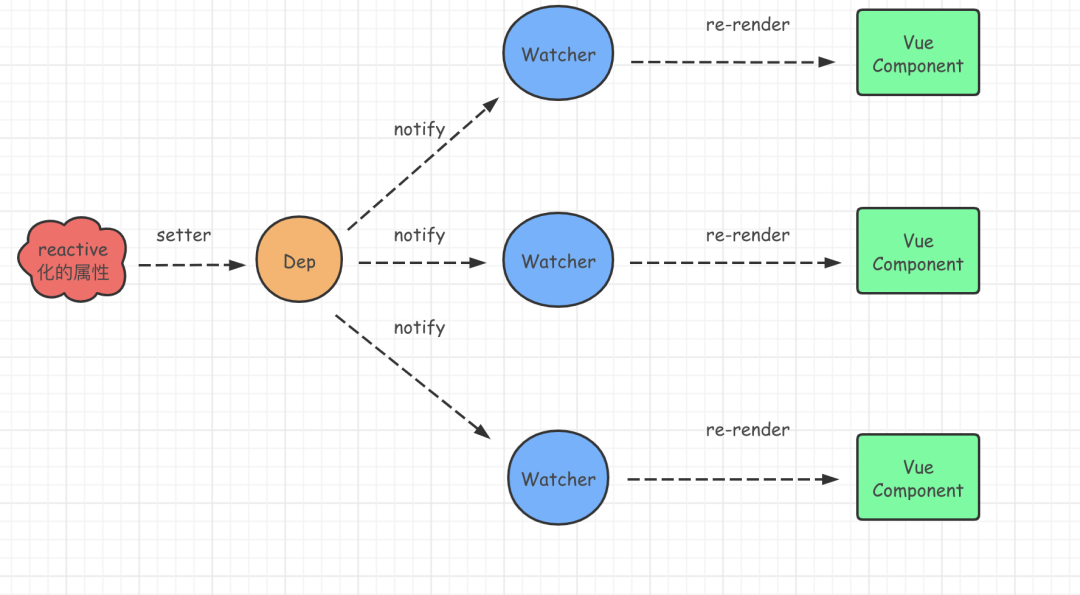 re-render
Watcher
Vue
Component
notify
reactive
化的属性
setter
Dep
notify
Watcher
re-render
Vue
Component
notify
re-render
Watcher
Vue
Component